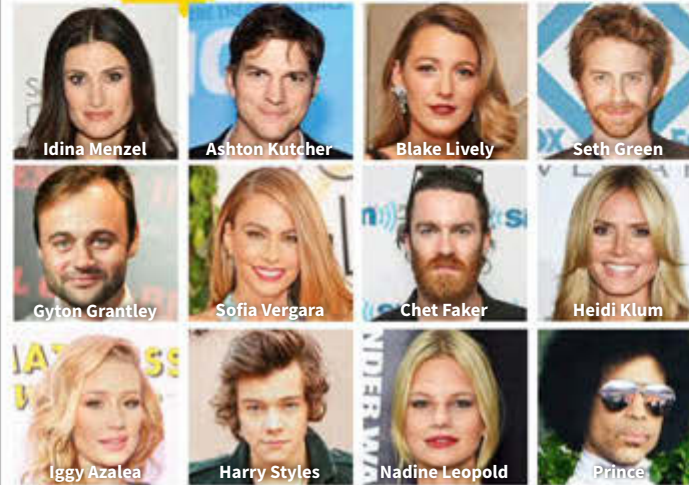 Idina Menzel
Ashton Kutcher
Blake Lively
Seth Green
Gyton Grantley
Sofia Vergara
Chet Faker
Heidi Klum
Iggy Azalea
Harry Styles
Nadine Leopold
Prince